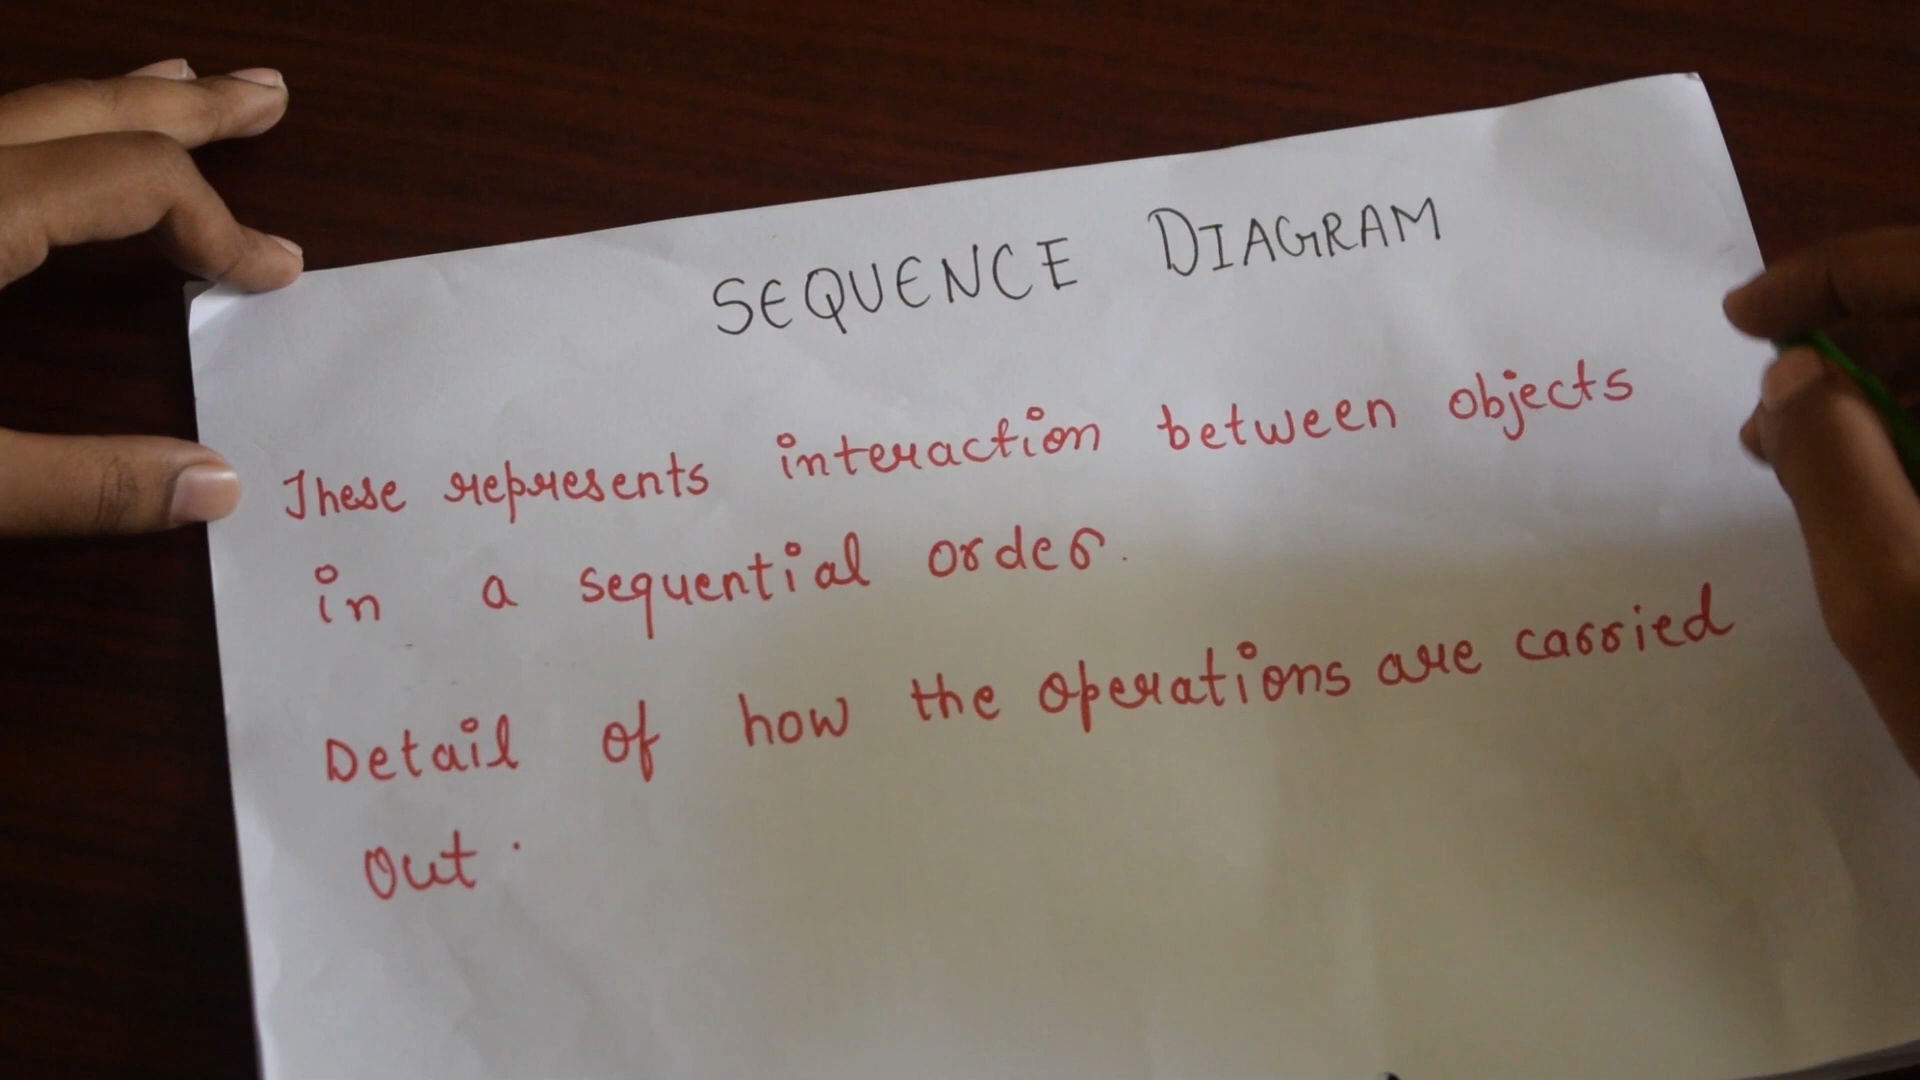 SEQUENCE DIAGRAM
These represents interaction between objects
in a sequential order.
Detail of how the operations are carried
out.